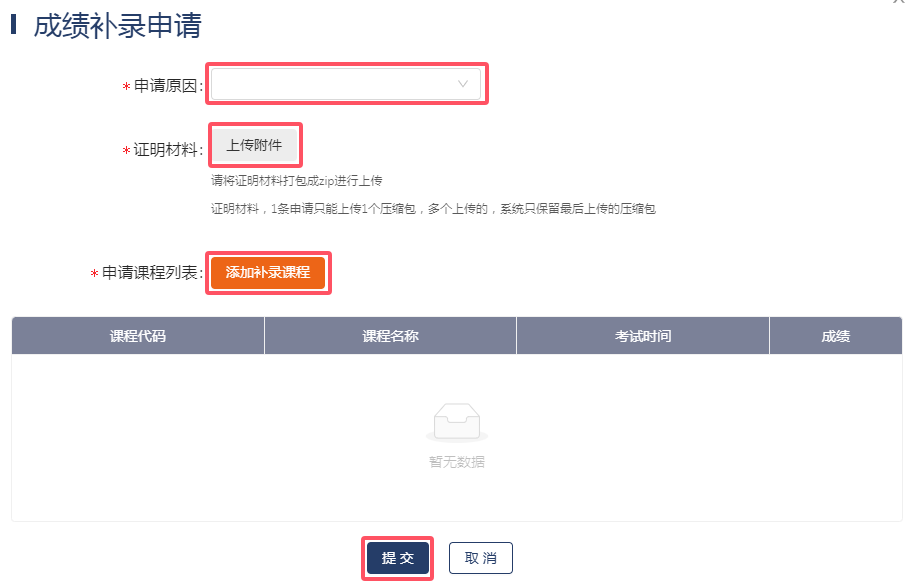 成绩补录申请
*申请原因:
*证明材料: 上传附件
请将证明材料打包成zip进行上传
证明材料，1条申请只能上传1个压缩包，多个上传的，系统只保留最后上传的压缩包
*申请课程列表: 添加补录课程
课程代码 课程名称 考试时间 成绩
暂无数据
提 交 取 消